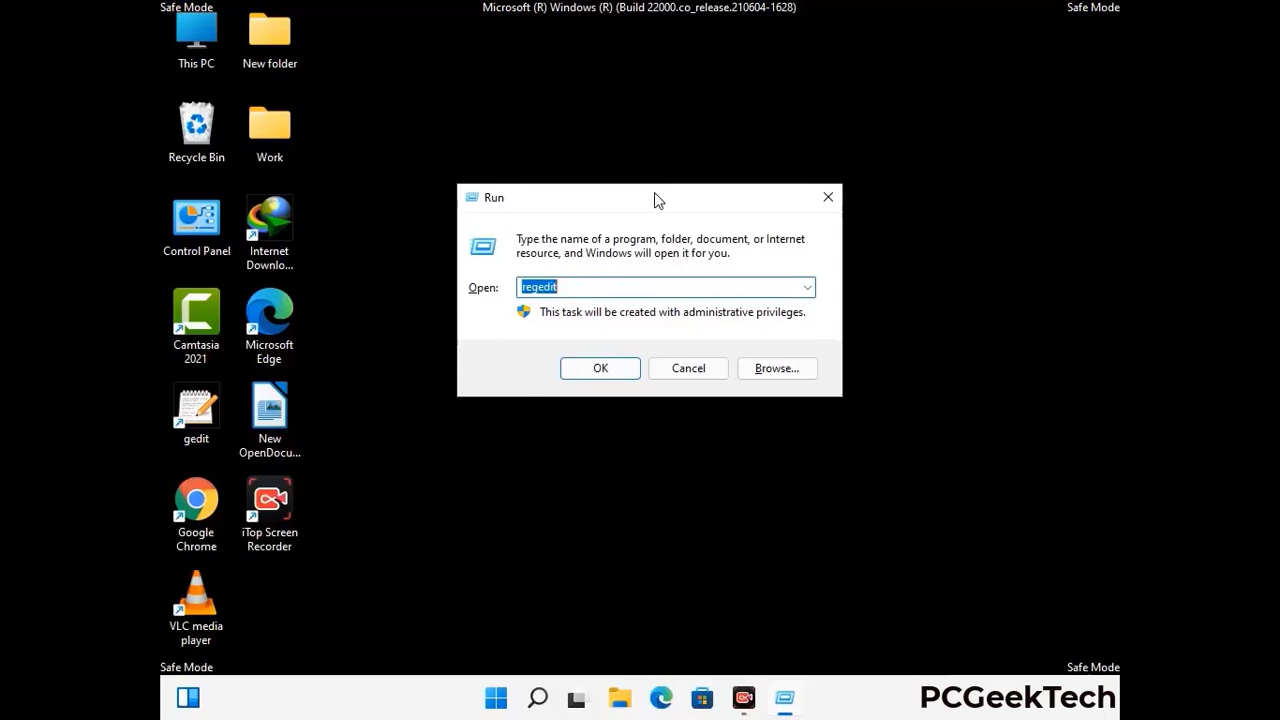 Safe Mode
Microsoft (R) Windows (R) (Build 22000.co_release.210604-1628)
Safe Mode
This PC
New folder
Recycle Bin
Work
Control Panel
Internet
Downlo...
Camtasia
2021
Microsoft
Edge
gedit
New
OpenDocu...
Google
Chrome
iTop Screen
Recorder
VLC media
player
Run
Type the name of a program, folder, document, or Internet
resource, and Windows will open it for you.
Open:
regedit
This task will be created with administrative privileges.
OK
Cancel
Browse...
Safe Mode
Safe Mode
PCGeekTech